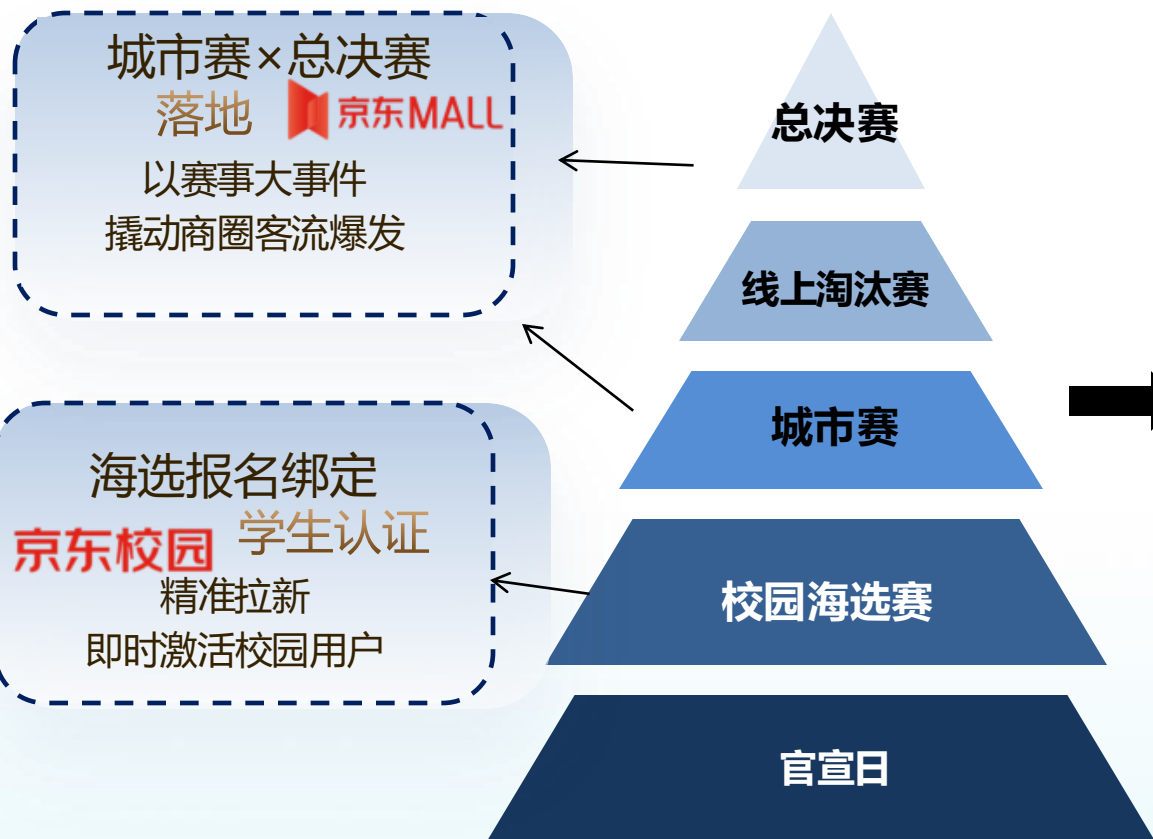 城市赛×总决赛
落地 京东MALL
以赛事大事件
撬动商圈客流爆发
海选报名绑定
京东校园 学生认证
精准拉新
即时激活校园用户
总决赛
线上淘汰赛
城市赛
校园海选赛
官宣日